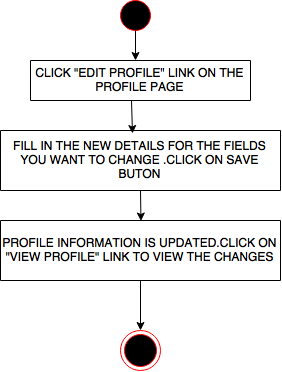 CLICK "EDIT PROFILE" LINK ON THE
PROFILE PAGE
FILL IN THE NEW DETAILS FOR THE FIELDS
YOU WANT TO CHANGE .CLICK ON SAVE
BUTON
PROFILE INFORMATION IS UPDATED.CLICK ON
"VIEW PROFILE" LINK TO VIEW THE CHANGES